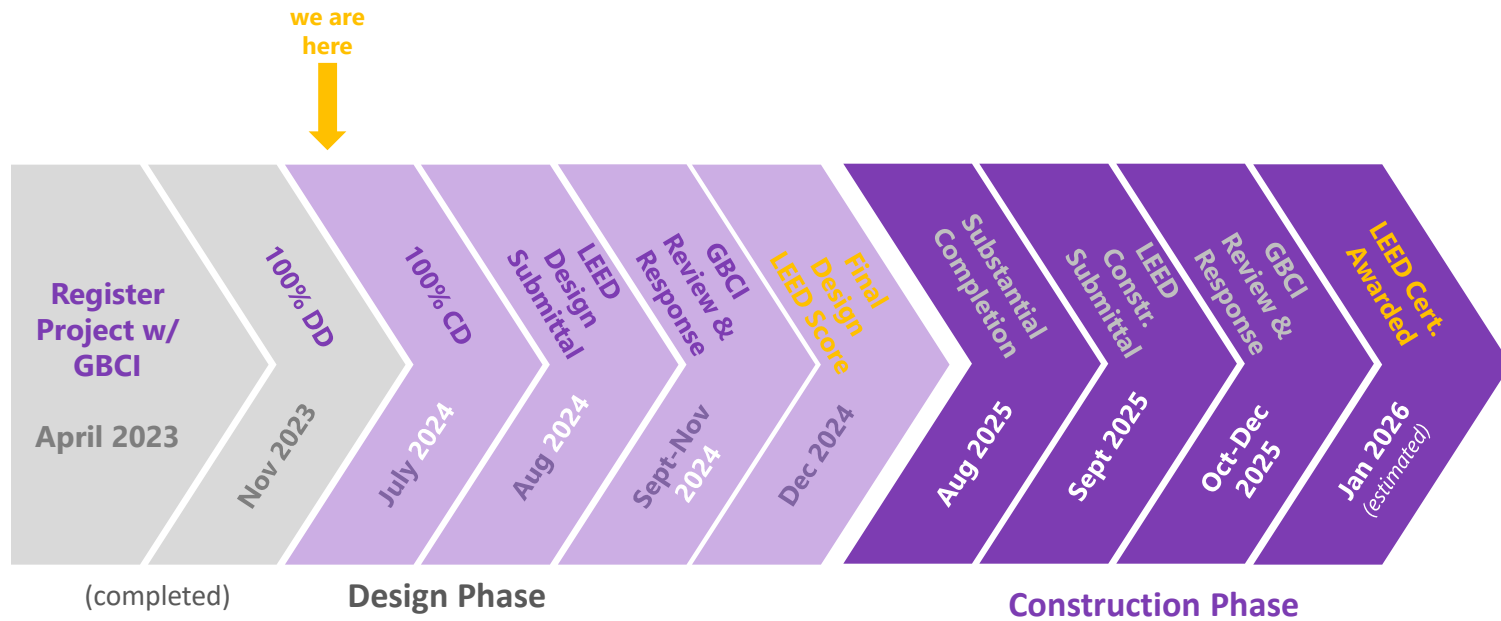 we are
here
Register
Project w/
GBCI
April 2023
100% DD
Nov 2023
100% CD
July 2024
LEED
Design
Submittal
Aug 2024
GBCI
Review &
Response
Sept-Nov
2024
Final
Design
LEED Score
Dec 2024
Substantial
Completion
Aug 2025
LEED
Constr.
Submittal
Sept 2025
GBCI
Review &
Response
Oct-Dec
2025
LEED Cert.
Awarded
Jan 2026
(estimated)
(completed)
Design Phase
Construction Phase